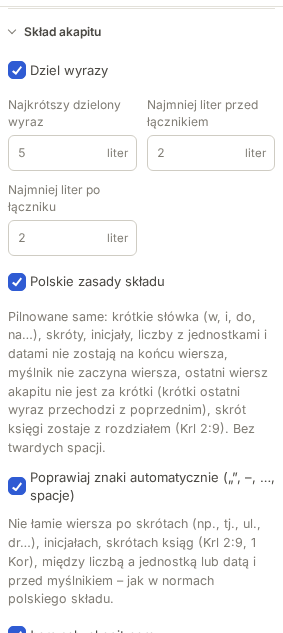 Skład akapitu
Dziel wyrazy
Najkrótszy dzielony wyraz
5 liter
Najmniej liter przed łącznikiem
2 liter
Najmniej liter po łączniku
2 liter
Polskie zasady składu
Pilnowane same: krótkie słówka (w, i, do,
na…), skróty, inicjały, liczby z jednostkami i
datami nie zostają na końcu wiersza,
myślnik nie zaczyna wiersza, ostatni wiersz
akapitu nie jest za krótki (krótki ostatni
wyraz przechodzi z poprzednim), skrót
księgi zostaje z rozdziałem (Krl 2:9). Bez
twardych spacji.
Poprawiaj znaki automatycznie („”, –, …,
spacje)
Nie łamie wiersza po skrótach (np., tj., ul.,
dr…), inicjałach, skrótach ksiąg (Krl 2:9, 1
Kor), między liczbą a jednostką lub datą i
przed myślnikiem – jak w normach
polskiego składu.